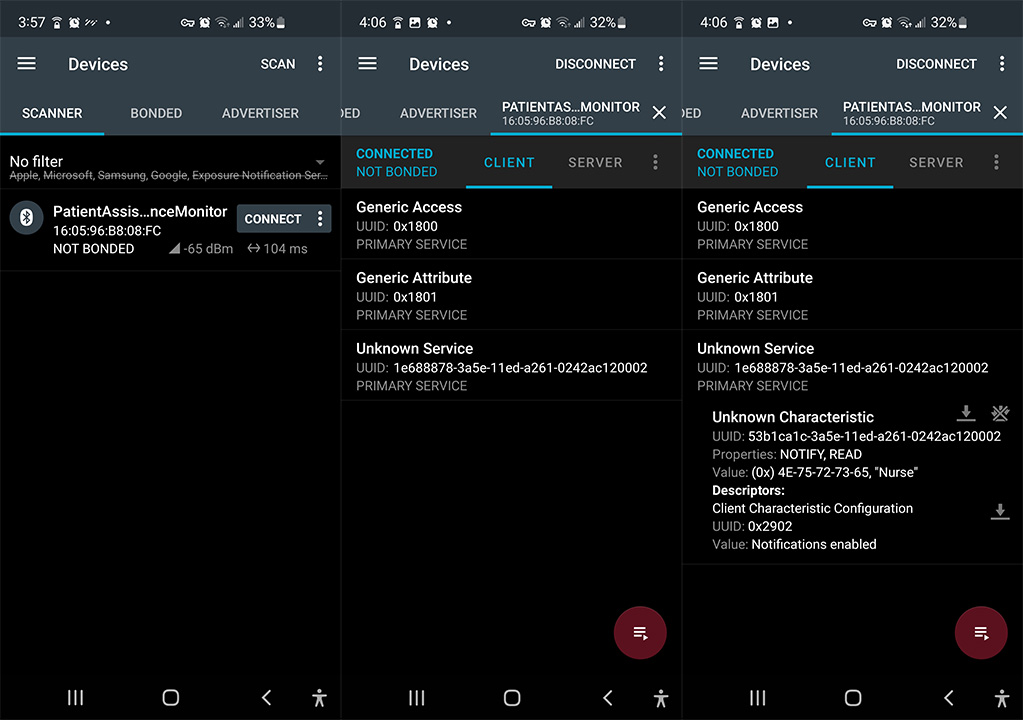 3:57
33%
Devices
SCAN
SCANNER
BONDED
ADVERTISER
No filter
Apple, Microsoft, Samsung, Google, Exposure Notification Ser...
PatientAssis...nceMonitor
CONNECT
16:05:96:B8:08:FC
NOT BONDED
-65 dBm
104 ms
4:06
32%
Devices
DISCONNECT
DED
ADVERTISER
PATIENTAS...MONITOR
16:05:96:B8:08:FC
CONNECTED
NOT BONDED
CLIENT
SERVER
Generic Access
UUID: 0x1800
PRIMARY SERVICE
Generic Attribute
UUID: 0x1801
PRIMARY SERVICE
Unknown Service
UUID: 1e688878-3a5e-11ed-a261-0242ac120002
PRIMARY SERVICE
4:06
32%
Devices
DISCONNECT
DED
ADVERTISER
PATIENTAS...MONITOR
16:05:96:B8:08:FC
CONNECTED
NOT BONDED
CLIENT
SERVER
Generic Access
UUID: 0x1800
PRIMARY SERVICE
Generic Attribute
UUID: 0x1801
PRIMARY SERVICE
Unknown Service
UUID: 1e688878-3a5e-11ed-a261-0242ac120002
PRIMARY SERVICE
Unknown Characteristic
UUID: 53b1ca1c-3a5e-11ed-a261-0242ac120002
Properties: NOTIFY, READ
Value: (0x) 4E-75-72-73-65, "Nurse"
Descriptors:
Client Characteristic Configuration
UUID: 0x2902
Value: Notifications enabled